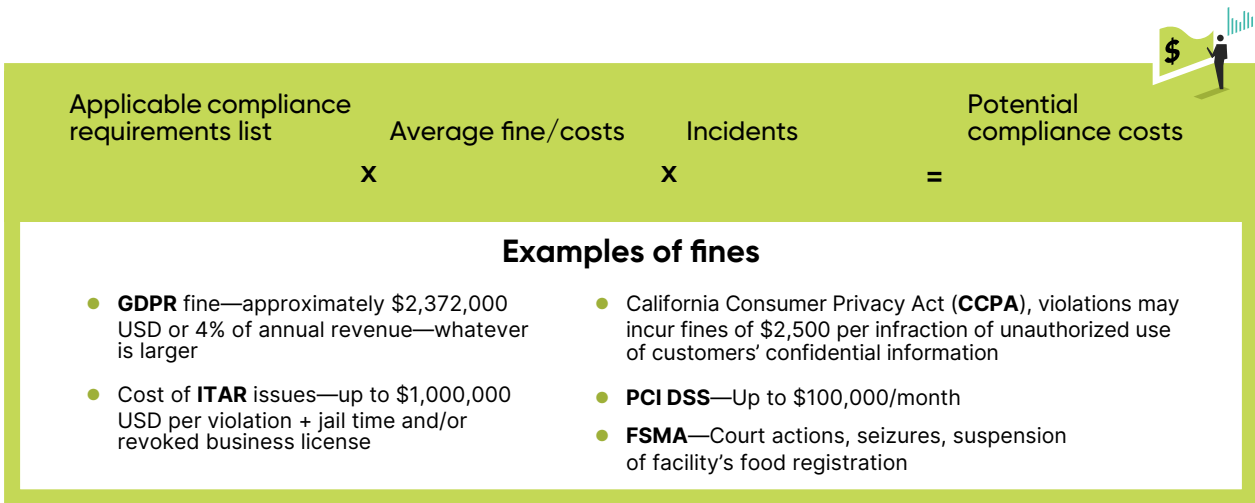 $
Applicable compliance
requirements list
x
Average fine/costs
x
Incidents
=
Potential
compliance costs
Examples of fines
GDPR fine—approximately $2,372,000
USD or 4% of annual revenue—whatever
is larger
Cost of ITAR issues—up to $1,000,000
USD per violation + jail time and/or
revoked business license
California Consumer Privacy Act (CCPA), violations may
incur fines of $2,500 per infraction of unauthorized use
of customers’ confidential information
PCI DSS—Up to $100,000/month
FSMA—Court actions, seizures, suspension
of facility’s food registration